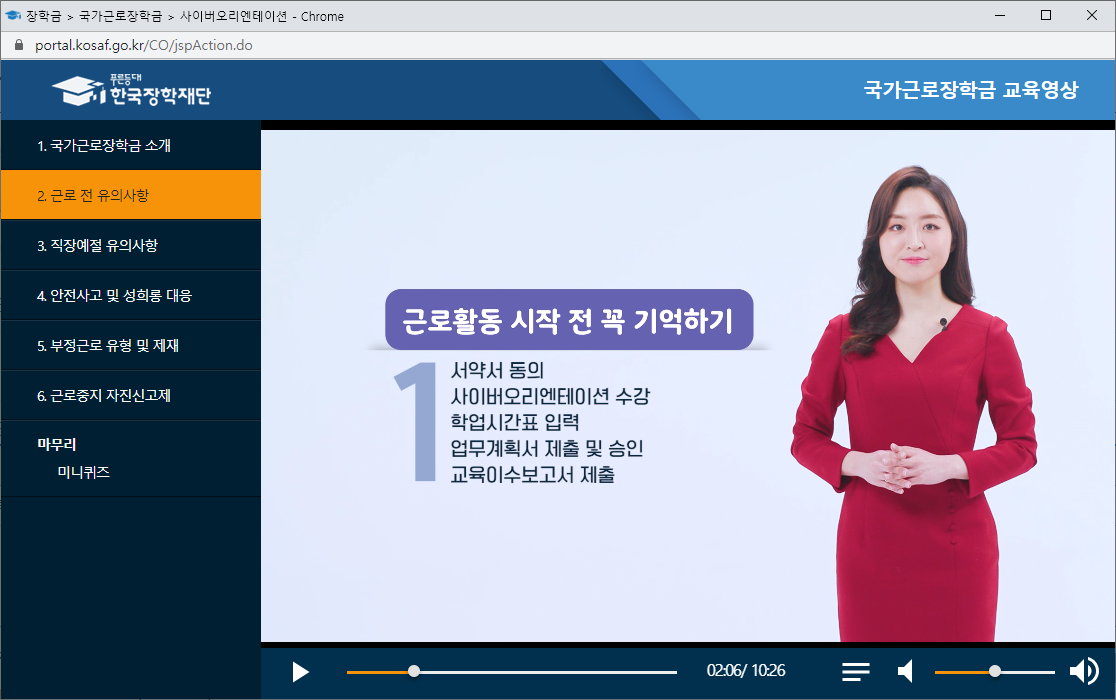 장학금 > 국가근로장학금 > 사이버오리엔테이션 - Chrome
portal.kosaf.go.kr/CO/jspAction.do
푸른등대
한국장학재단
국가근로장학금 교육영상
1. 국가근로장학금 소개
2. 근로 전 유의사항
3. 직장예절 유의사항
4. 안전사고 및 성희롱 대응
5. 부정근로 유형 및 제재
6. 근로중지 자진신고제
마무리
미니퀴즈
근로활동 시작 전 꼭 기억하기
1
서약서 동의
사이버오리엔테이션 수강
학업시간표 입력
업무계획서 제출 및 승인
교육이수보고서 제출
02:06/ 10:26